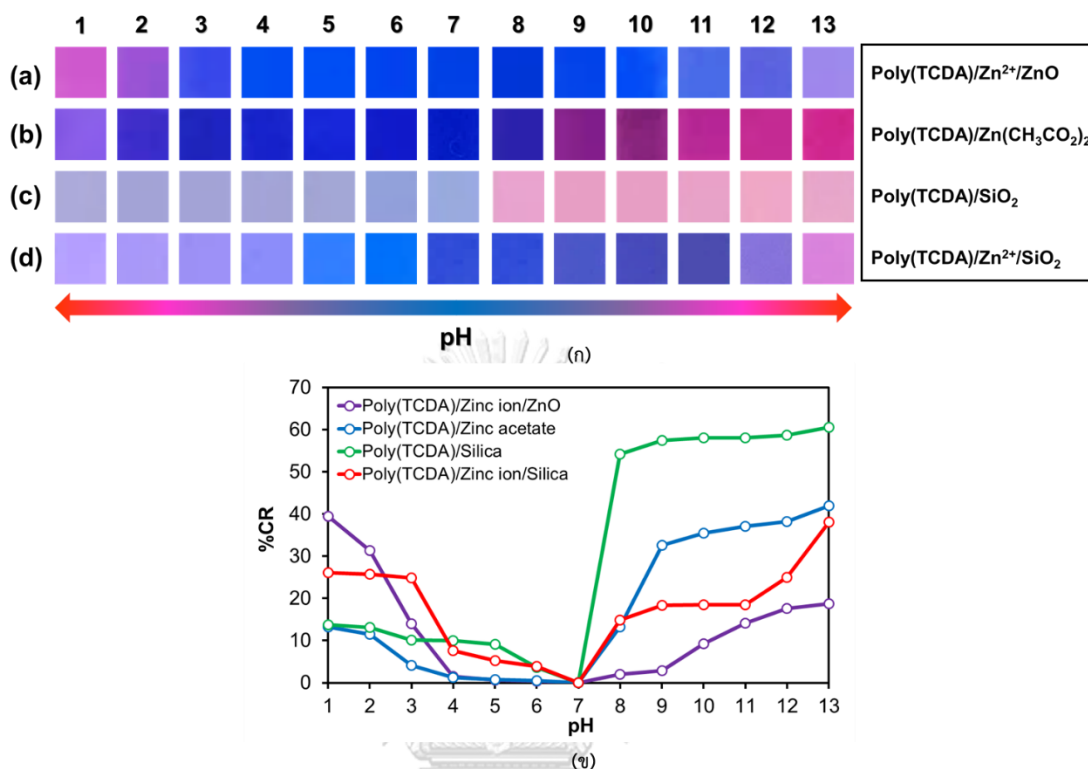 1 2 3 4 5 6 7 8 9 10 11 12 13
(a) Poly(TCDA)/Zn²⁺/ZnO
(b) Poly(TCDA)/Zn(CH₃CO₂)₂
(c) Poly(TCDA)/SiO₂
(d) Poly(TCDA)/Zn²⁺/SiO₂
pH
(ก)
%CR
70
60
50
40
30
20
10
0
Poly(TCDA)/Zinc ion/ZnO
Poly(TCDA)/Zinc acetate
Poly(TCDA)/Silica
Poly(TCDA)/Zinc ion/Silica
1 2 3 4 5 6 7 8 9 10 11 12 13
pH
(ข)